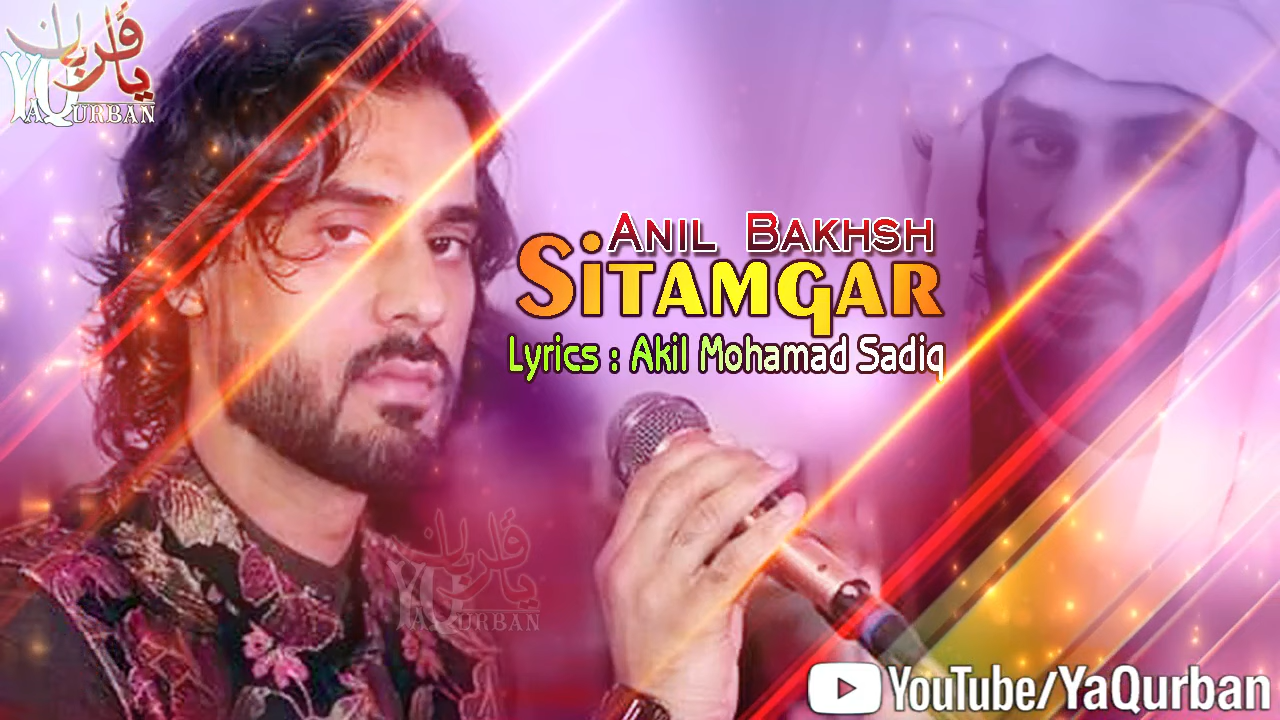 یا قربان
YaQurban
Anil Bakhsh
Sitamgar
Lyrics : Akil Mohamad Sadiq
یا قربان
YaQurban
YouTube/YaQurban